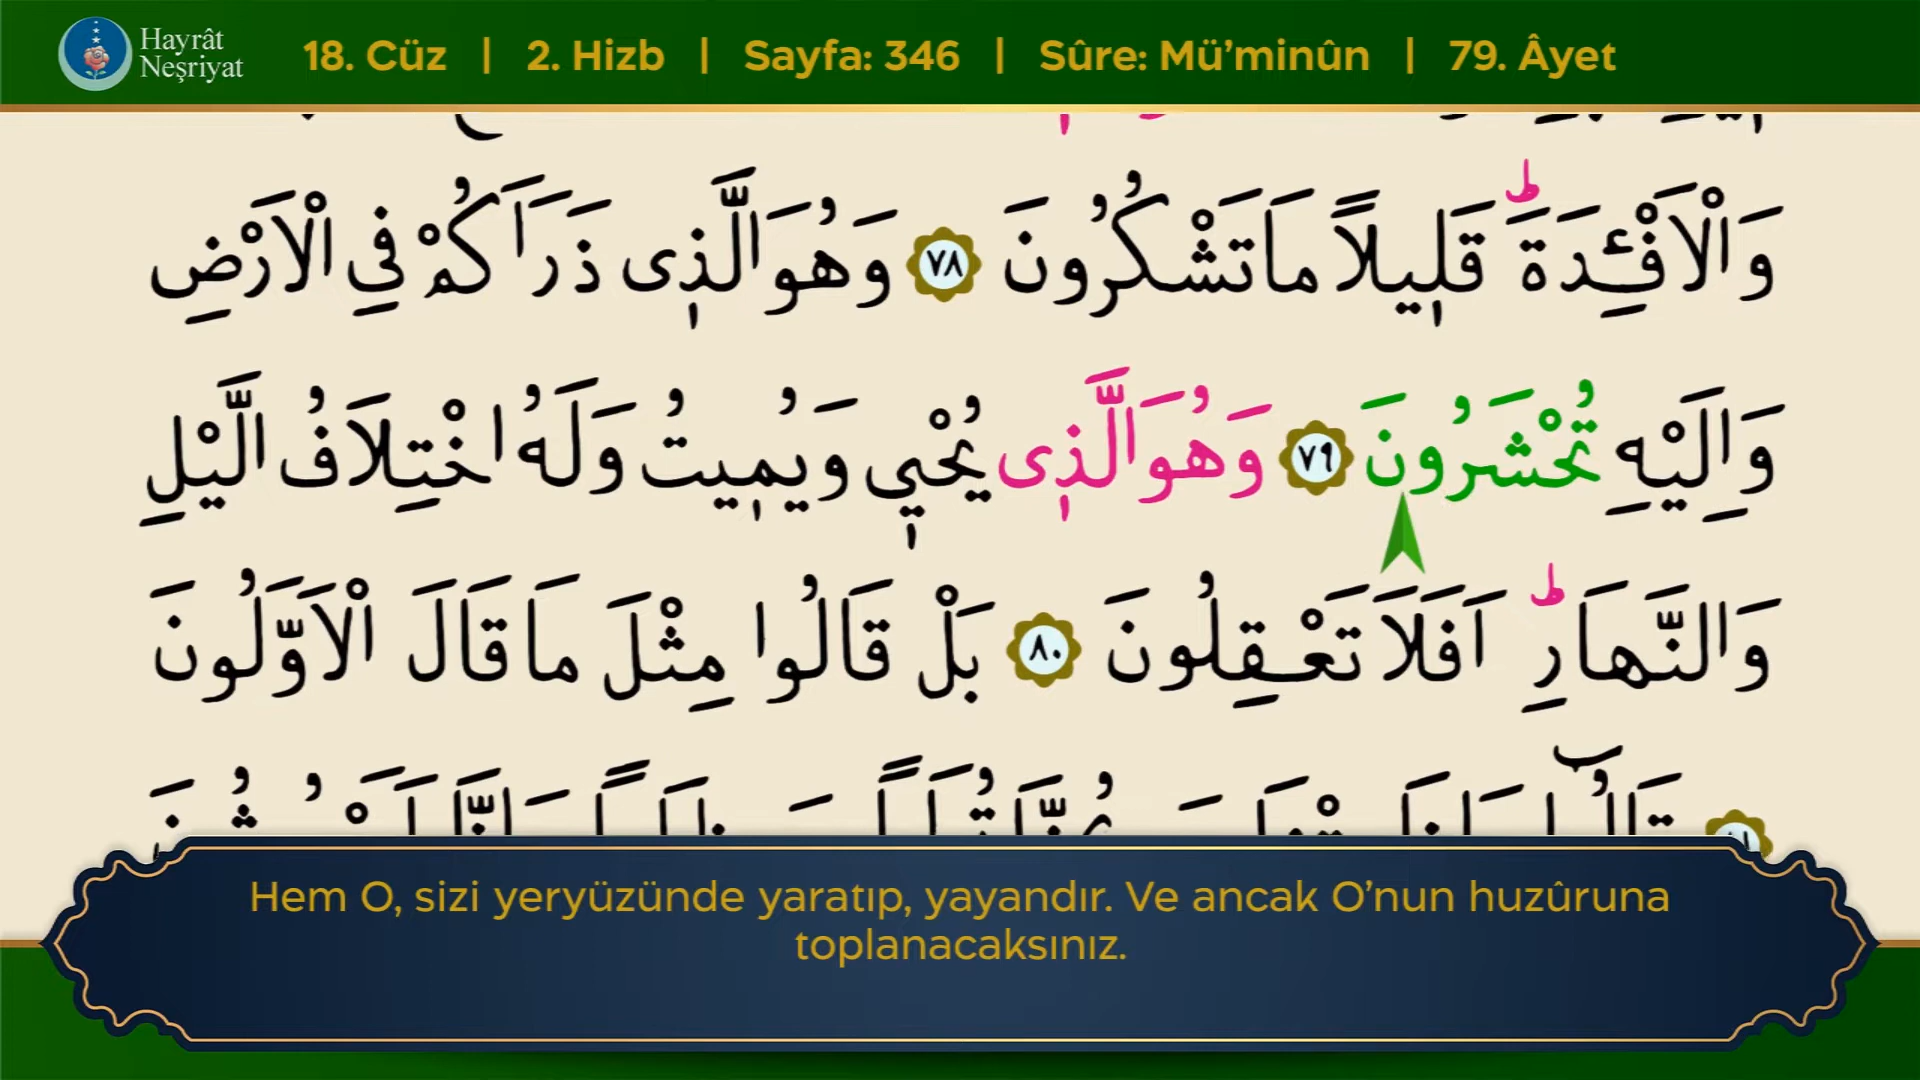 Hayrât
Neşriyat
18. Cüz | 2. Hizb | Sayfa: 346 | Sûre: Mü’minûn | 79. Âyet
وَالْاَفْـِٔدَةَ ط قَلٖيلًا مَا تَشْكُرُونَ ٧٨ وَهُوَ الَّذٖى ذَرَاَكُمْ فِى الْاَرْضِ
وَاِلَيْهِ تُحْشَرُونَ ٧٩ وَهُوَ الَّذٖى يُحْيٖى وَيُمٖيتُ وَلَهُ اخْتِلَافُ الَّيْلِ
وَالنَّهَارِ ط اَفَلَا تَعْقِلُونَ ٨٠ بَلْ قَالُوا مِثْلَ مَا قَالَ الْاَوَّلُونَ
Hem O, sizi yeryüzünde yaratıp, yayandır. Ve ancak O’nun huzûruna
toplanacaksınız.